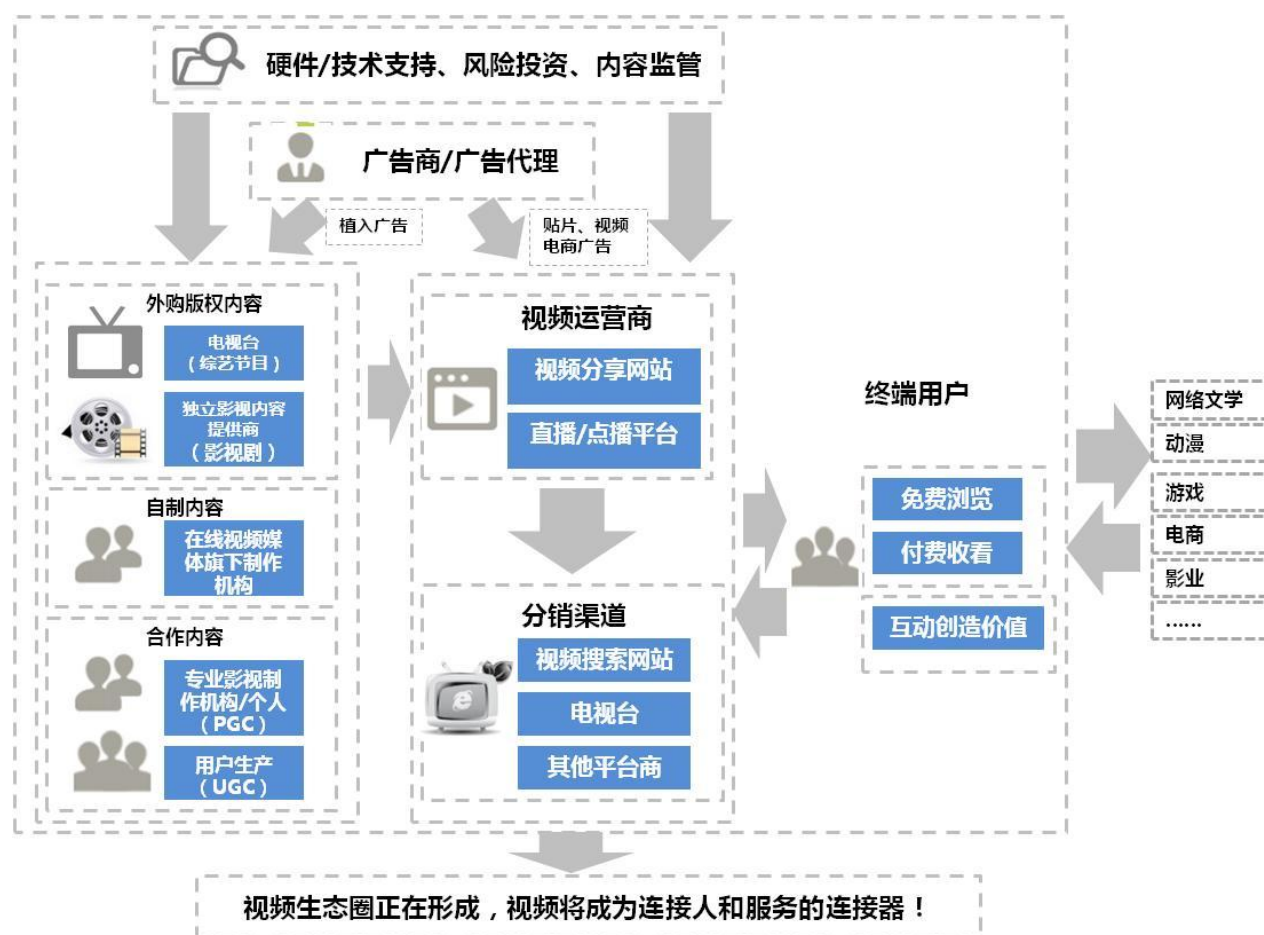 硬件/技术支持、风险投资、内容监管
广告商/广告代理
植入广告
贴片、视频
电商广告
外购版权内容
电视台
（综艺节目）
独立影视内容
提供商
（影视剧）
自制内容
在线视频媒
体旗下制作
机构
合作内容
专业影视制
作机构/个人
（PGC）
用户生产
（UGC）
视频运营商
视频分享网站
直播/点播平台
分销渠道
视频搜索网站
电视台
其他平台商
终端用户
免费浏览
付费收看
互动创造价值
网络文学
动漫
游戏
电商
影业
……
视频生态圈正在形成，视频将成为连接人和服务的连接器！